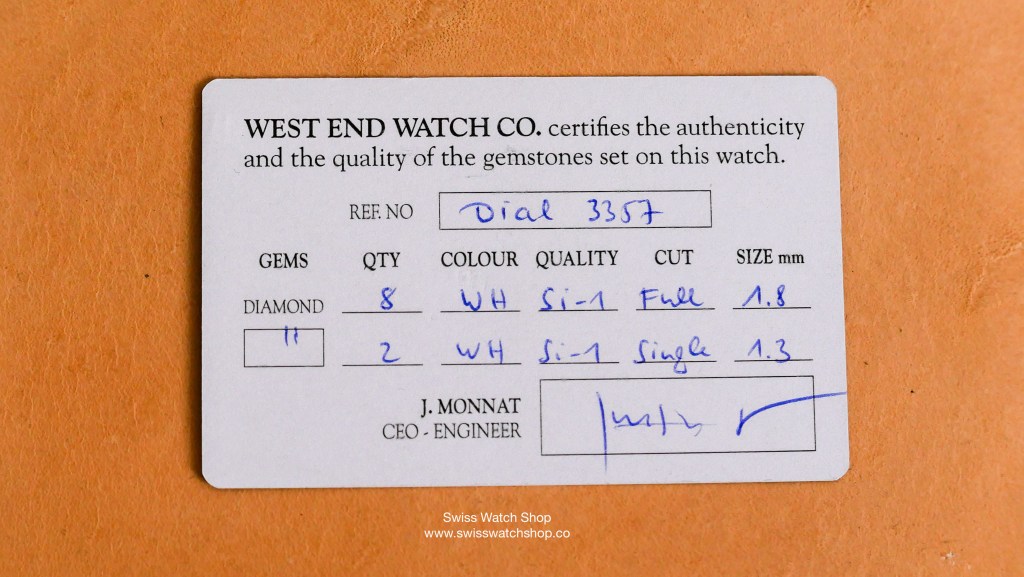 WEST END WATCH CO. certifies the authenticity
and the quality of the gemstones set on this watch.
REF. NO Dial 3357
GEMS QTY COLOUR QUALITY CUT SIZE mm
DIAMOND 8 WH Si-1 Full 1.8
" 2 WH Si-1 Single 1.3
J. MONNAT
CEO - ENGINEER
Swiss Watch Shop
www.swisswatchshop.co